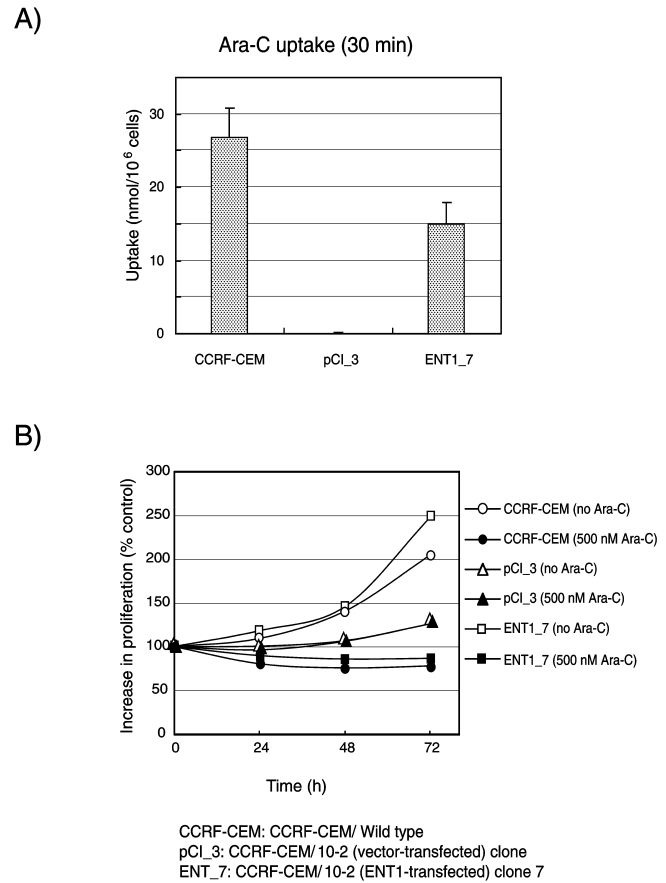 A)
Ara-C uptake (30 min)
Uptake (nmol/10⁶ cells)
30
20
10
0
CCRF-CEM pCI_3 ENT1_7
B)
Increase in proliferation (% control)
300
250
200
150
100
50
0
0 24 48 72
Time (h)
CCRF-CEM (no Ara-C)
CCRF-CEM (500 nM Ara-C)
pCI_3 (no Ara-C)
pCI_3 (500 nM Ara-C)
ENT1_7 (no Ara-C)
ENT1_7 (500 nM Ara-C)
CCRF-CEM: CCRF-CEM/ Wild type
pCI_3: CCRF-CEM/ 10-2 (vector-transfected) clone
ENT_7: CCRF-CEM/ 10-2 (ENT1-transfected) clone 7